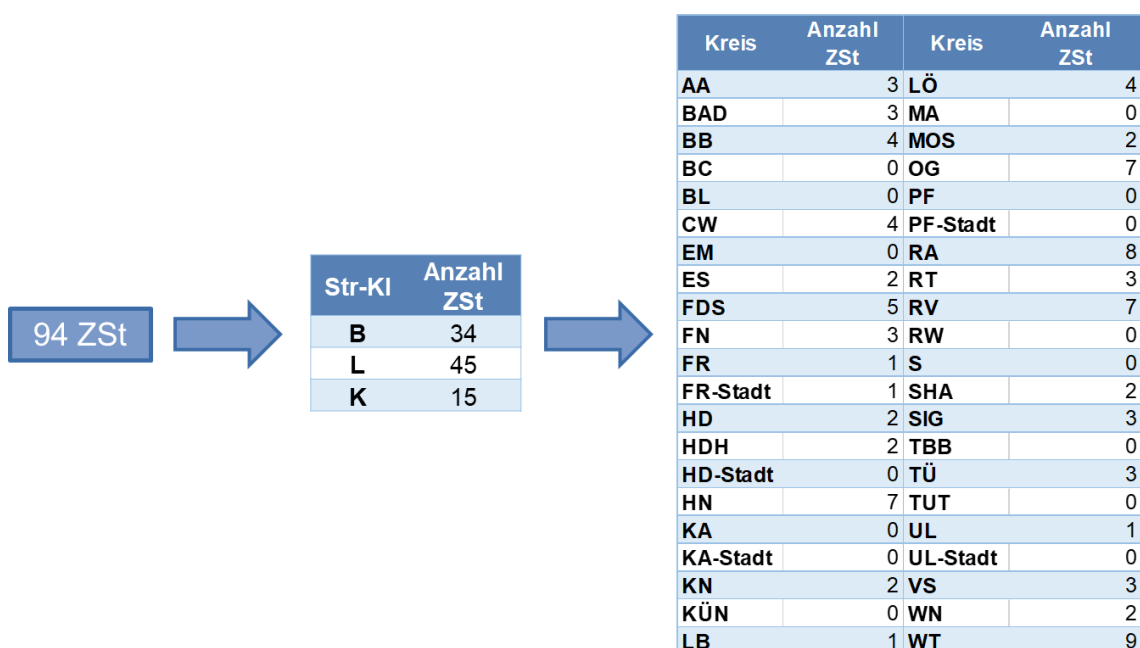 94 ZSt
Str-Kl Anzahl ZSt
B 34
L 45
K 15
Kreis Anzahl ZSt Kreis Anzahl ZSt
AA 3 LÖ 4
BAD 3 MA 0
BB 4 MOS 2
BC 0 OG 7
BL 0 PF 0
CW 4 PF-Stadt 0
EM 0 RA 8
ES 2 RT 3
FDS 5 RV 7
FN 3 RW 0
FR 1 S 0
FR-Stadt 1 SHA 2
HD 2 SIG 3
HDH 2 TBB 0
HD-Stadt 0 TÜ 3
HN 7 TUT 0
KA 0 UL 1
KA-Stadt 0 UL-Stadt 0
KN 2 VS 3
KÜN 0 WN 2
LB 1 WT 9